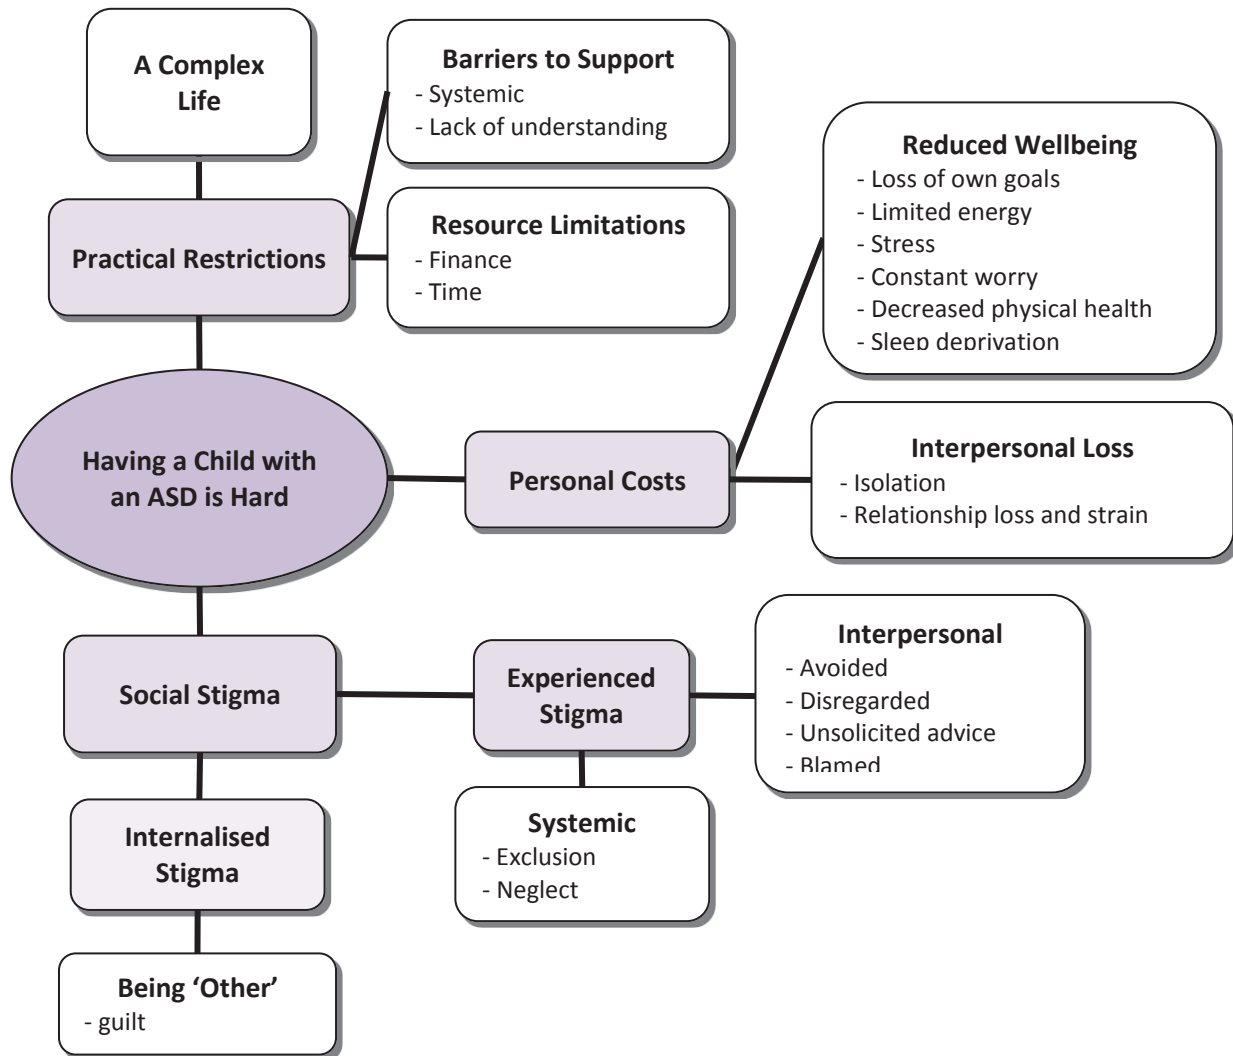 A Complex
Life
Barriers to Support
- Systemic
- Lack of understanding
Reduced Wellbeing
- Loss of own goals
- Limited energy
- Stress
- Constant worry
- Decreased physical health
- Sleep deprivation
Practical Restrictions
Resource Limitations
- Finance
- Time
Having a Child with
an ASD is Hard
Personal Costs
Interpersonal Loss
- Isolation
- Relationship loss and strain
Social Stigma
Experienced
Stigma
Interpersonal
- Avoided
- Disregarded
- Unsolicited advice
- Blamed
Internalised
Stigma
Systemic
- Exclusion
- Neglect
Being ‘Other’
- guilt